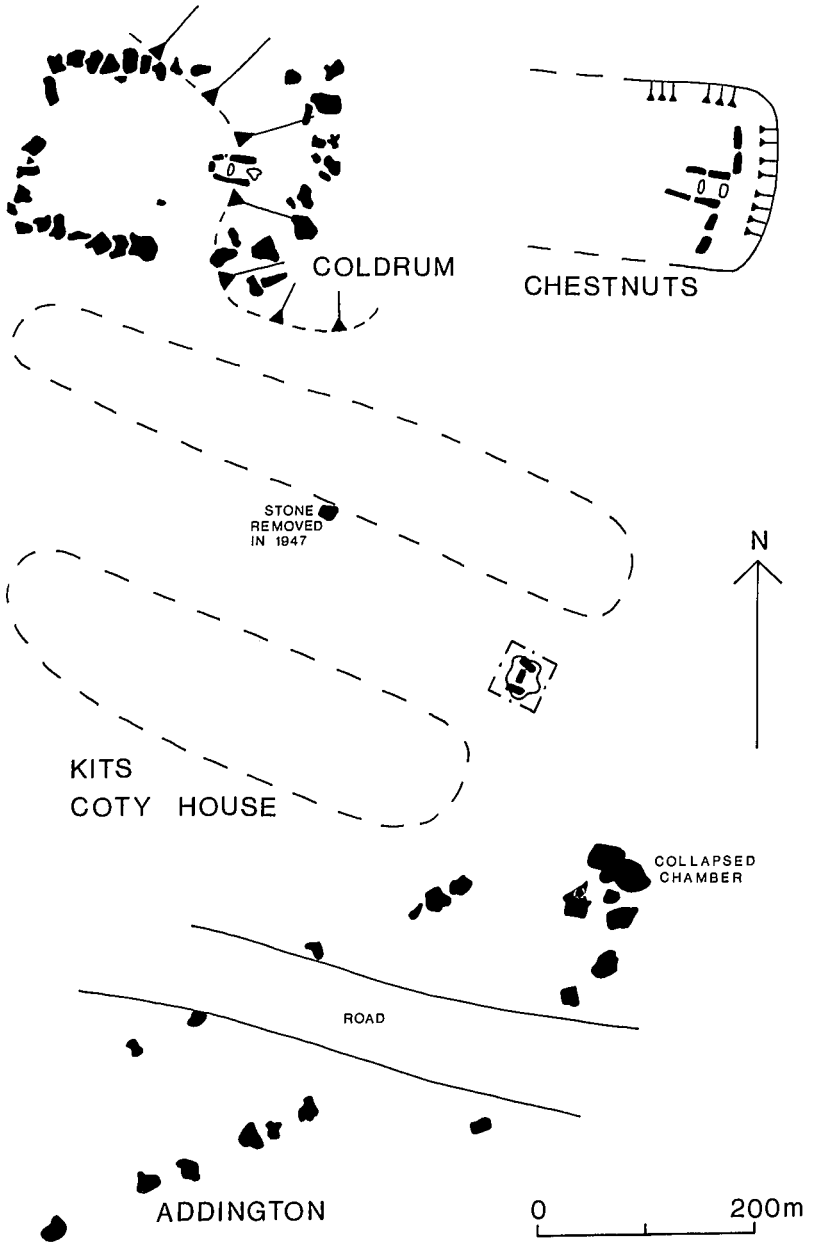 COLDRUM
CHESTNUTS
STONE
REMOVED
IN 1947
N
KITS
COTY HOUSE
COLLAPSED
CHAMBER
ROAD
ADDINGTON
0 200m